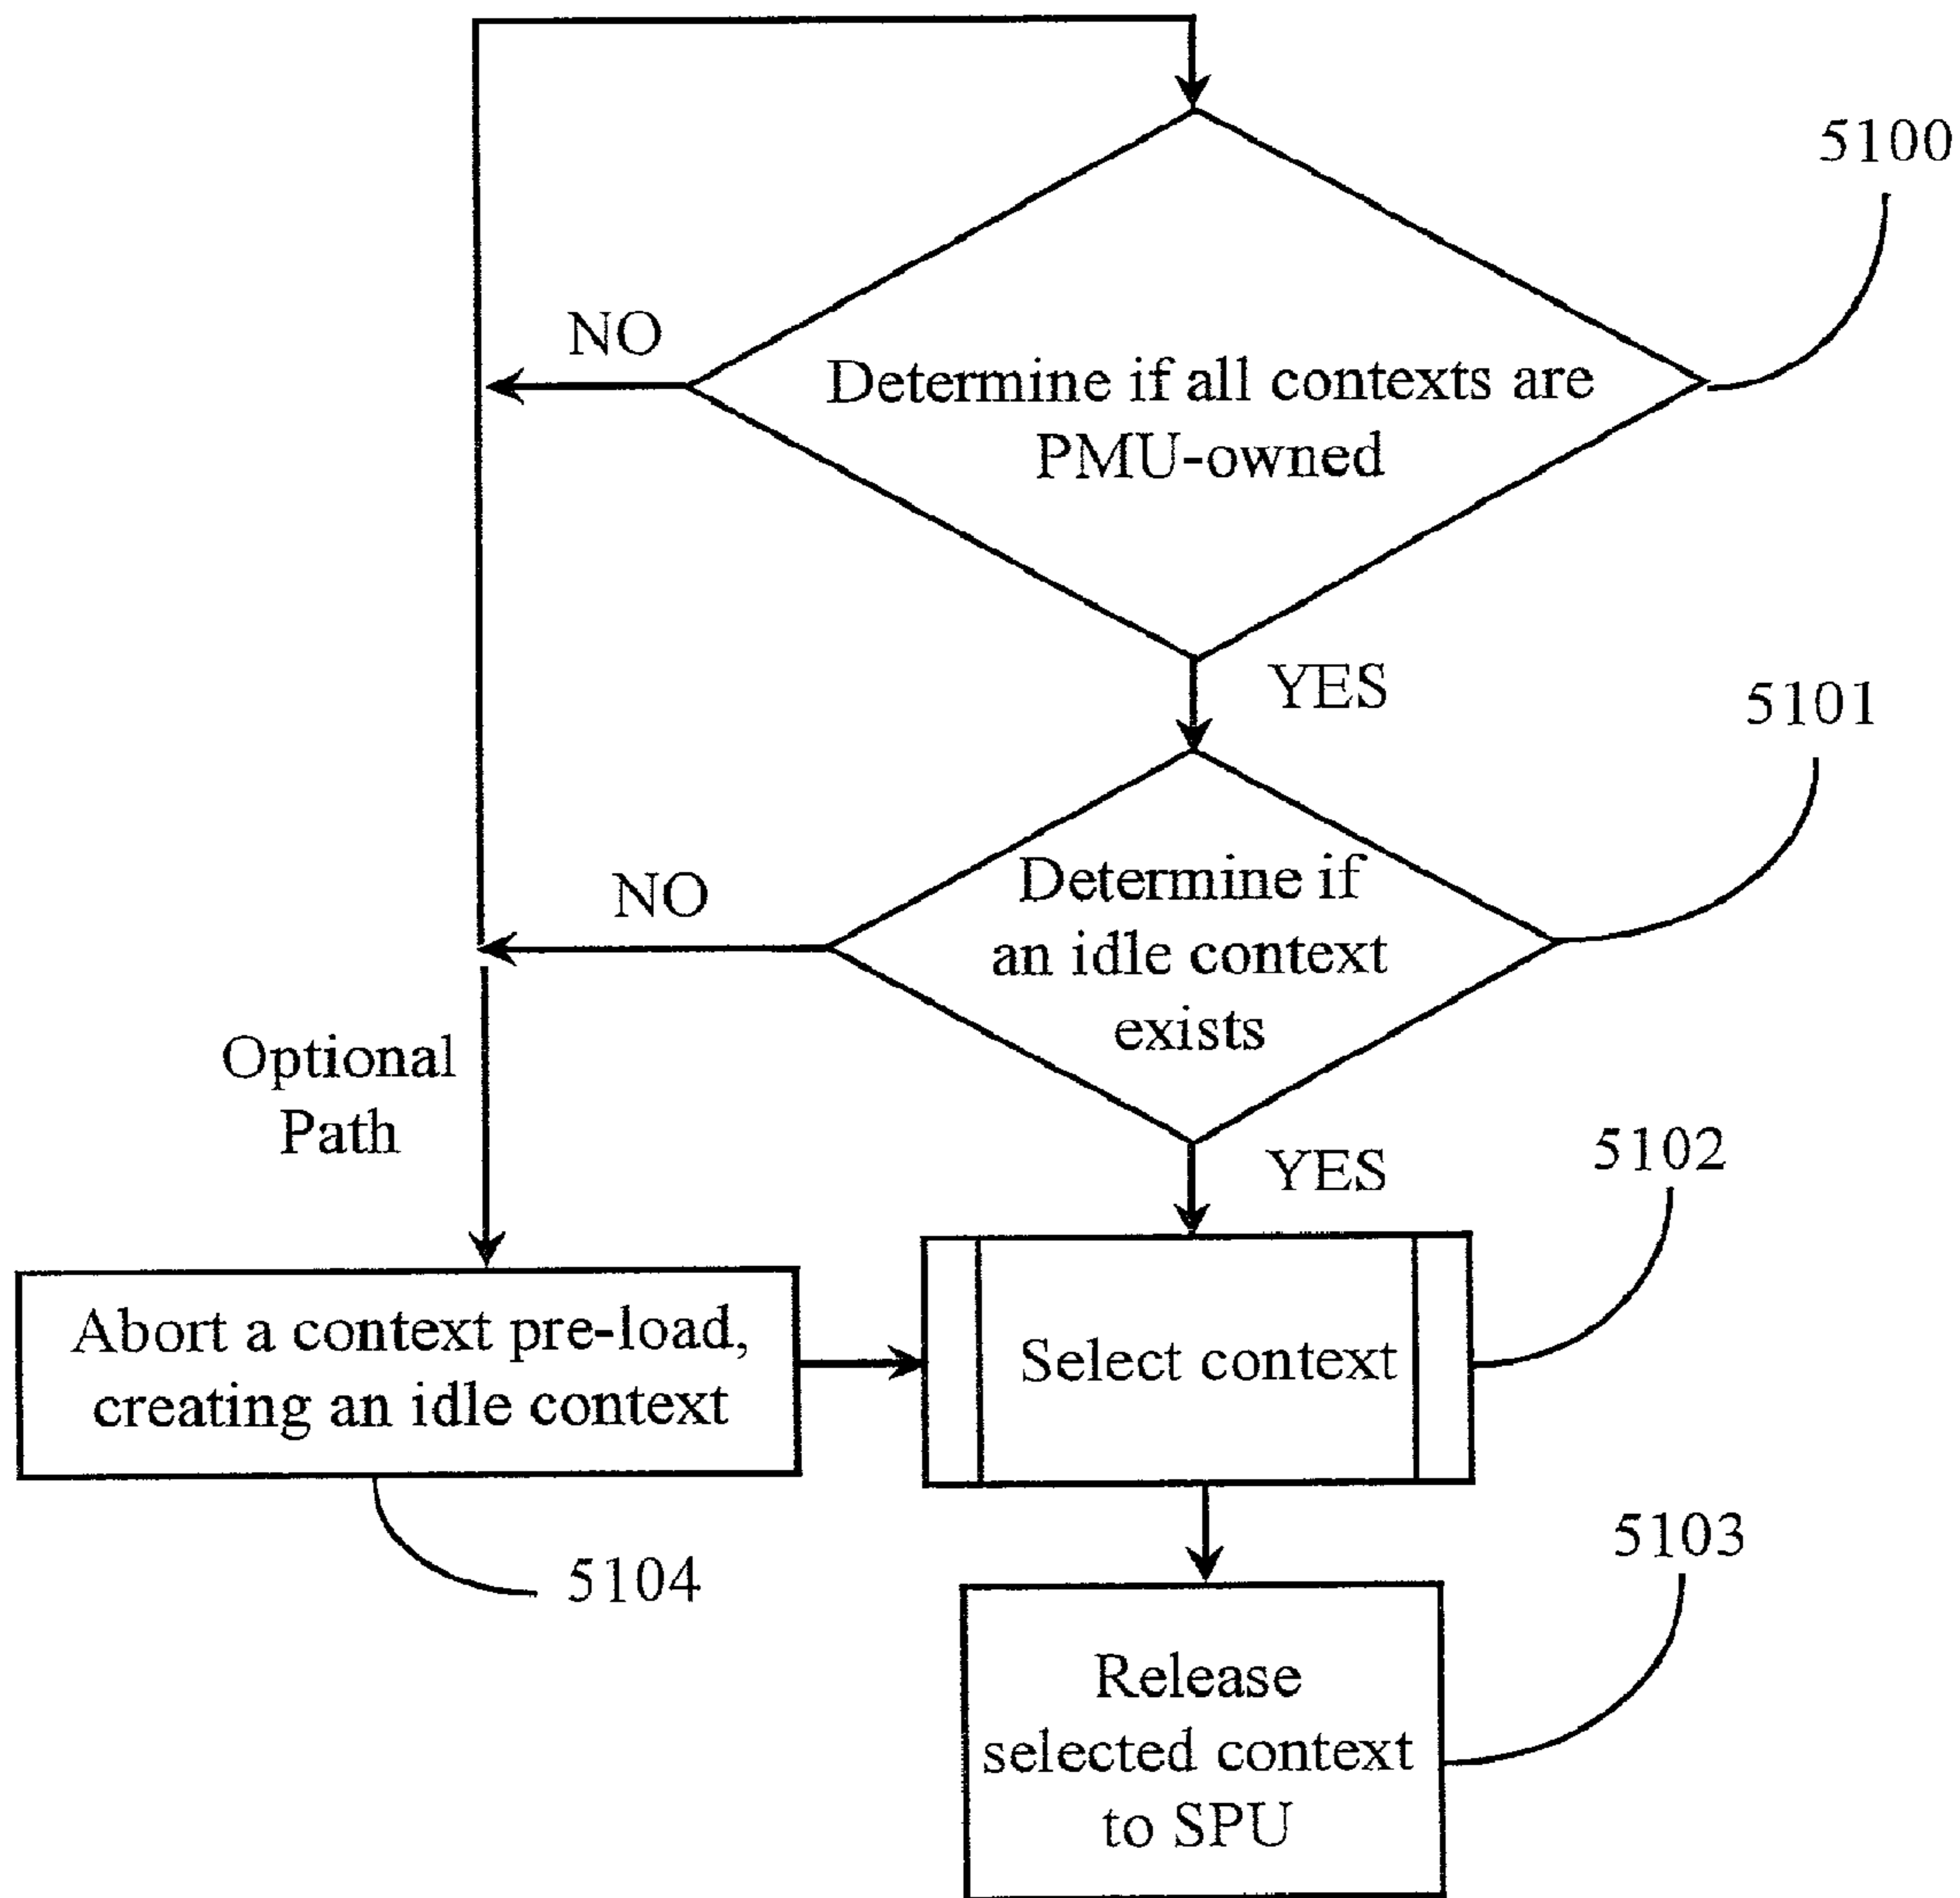 5100
NO
Determine if all contexts are
PMU-owned
YES
5101
NO
Determine if
an idle context
exists
Optional
Path
YES
5102
Abort a context pre-load,
creating an idle context
Select context
5104
5103
Release
selected context
to SPU